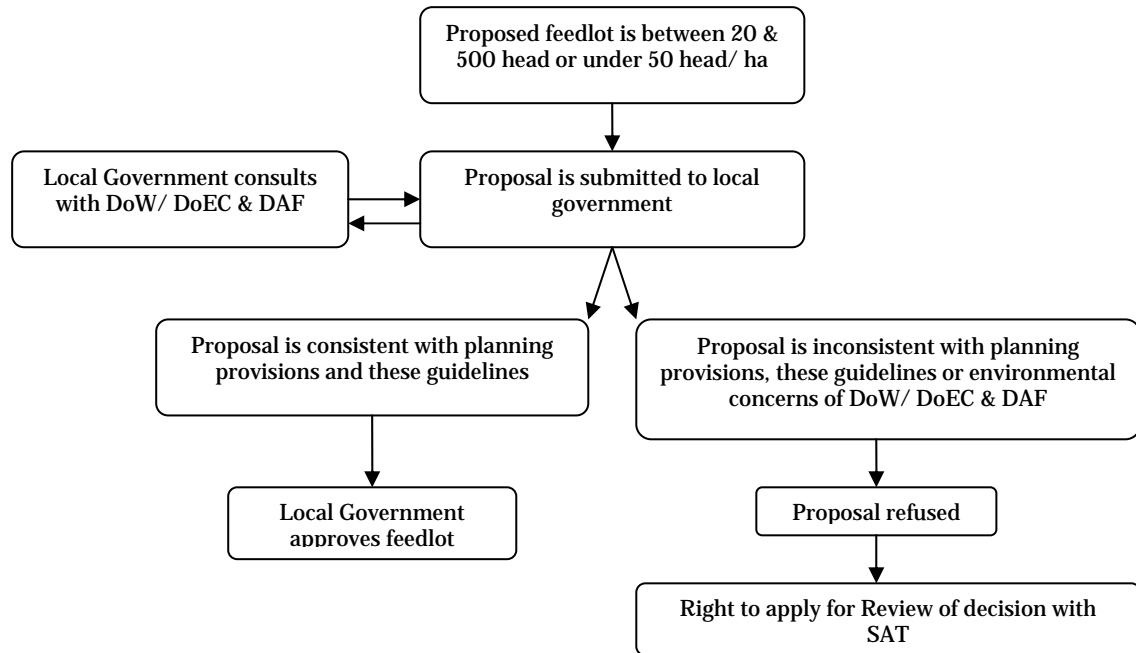 Proposed feedlot is between 20 &
500 head or under 50 head/ ha
Local Government consults
with DoW/ DoEC & DAF
Proposal is submitted to local
government
Proposal is consistent with planning
provisions and these guidelines
Proposal is inconsistent with planning
provisions, these guidelines or environmental
concerns of DoW/ DoEC & DAF
Local Government
approves feedlot
Proposal refused
Right to apply for Review of decision with
SAT